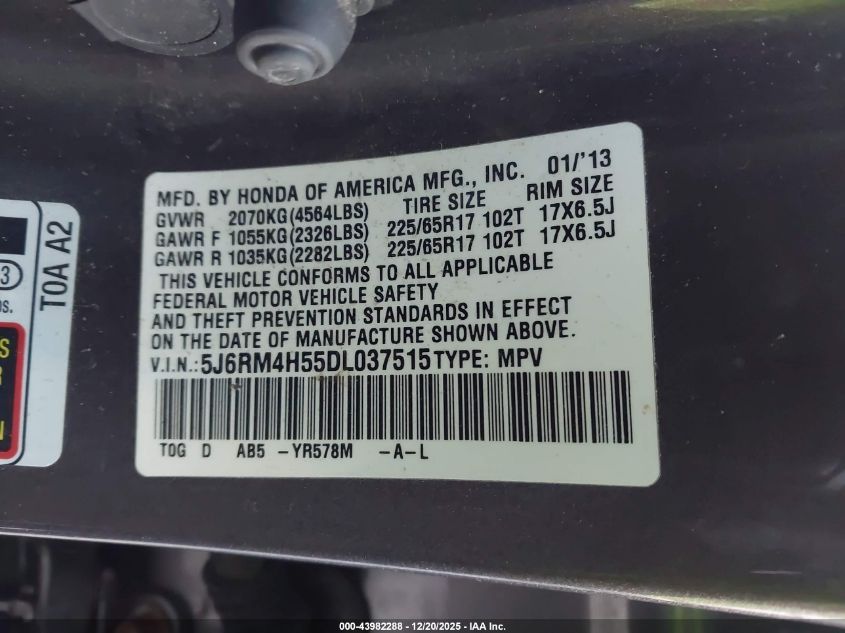 MFD. BY HONDA OF AMERICA MFG., INC. 01/'13
GVWR 2070KG(4564LBS) TIRE SIZE RIM SIZE
GAWR F 1055KG(2326LBS) 225/65R17 102T 17X6.5J
GAWR R 1035KG(2282LBS) 225/65R17 102T 17X6.5J
THIS VEHICLE CONFORMS TO ALL APPLICABLE
FEDERAL MOTOR VEHICLE SAFETY
AND THEFT PREVENTION STANDARDS IN EFFECT
ON THE DATE OF MANUFACTURE SHOWN ABOVE.
V.I.N.:5J6RM4H55DL037515 TYPE: MPV
TOG D AB5 -YR578M -A-L
TOA A2
3
000-43982288 - 12/20/2025 - IAA Inc.